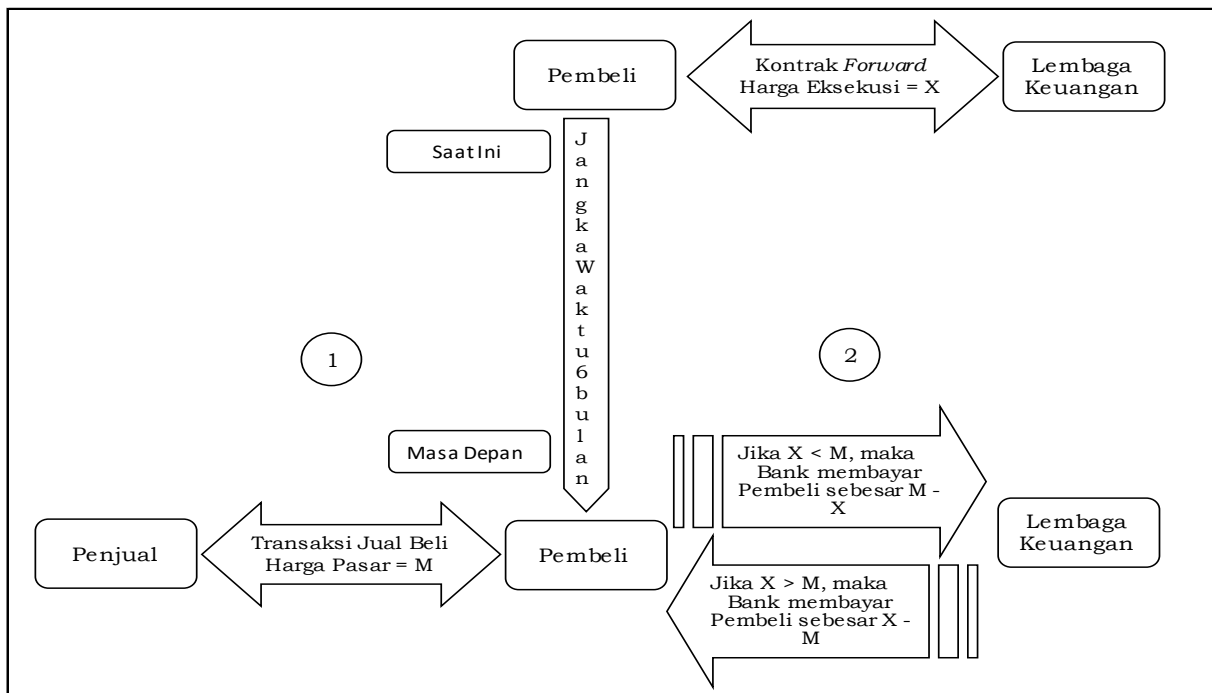 Pembeli
Kontrak Forward
Harga Eksekusi = X
Lembaga
Keuangan
Saat Ini
J
a
n
g
k
a
W
a
k
t
u
6
b
u
l
a
n
1
2
Masa Depan
Jika X < M, maka
Bank membayar
Pembeli sebesar M -
X
Penjual
Transaksi Jual Beli
Harga Pasar = M
Pembeli
Lembaga
Keuangan
Jika X > M, maka
Bank membayar
Pembeli sebesar X -
M